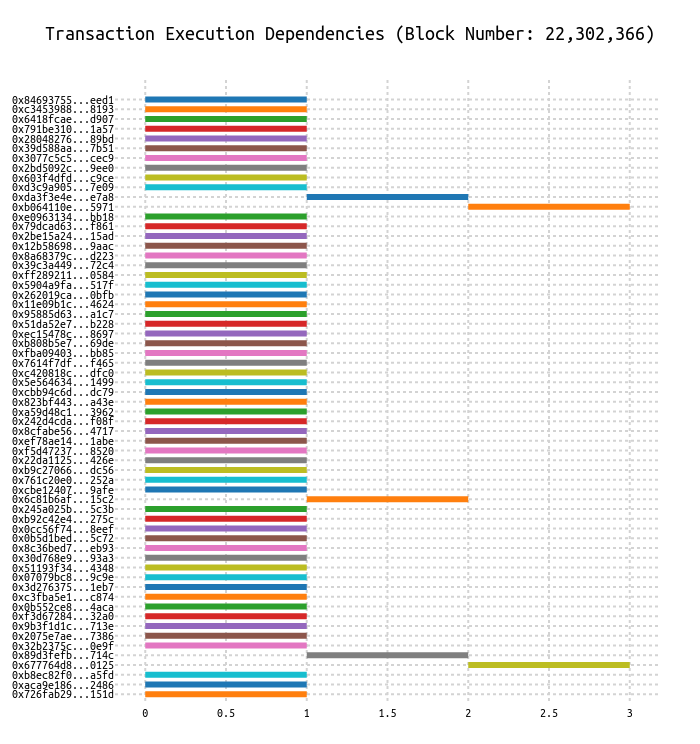 Transaction Execution Dependencies (Block Number: 22,302,366)
0x84693755...eed1
0xc3453988...8193
0x6418fcae...d907
0x791be310...1a57
0x28048276...89bd
0x39d588aa...7b51
0x3077c5c5...cec9
0x2bd5092c...9ee0
0x603f4dfd...c9ce
0xd3c9a905...7e09
0xda3f3e4e...e7a8
0xb064110e...5971
0xe0963134...bb18
0x79dcad63...f861
0x2be15a24...15ad
0x12b58698...9aac
0x8a68379c...d223
0x39c3a449...72c4
0xff289211...0584
0x5904a9fa...517f
0x262019ca...0bfb
0x11e09b1c...4624
0x95885d63...a1c7
0x51da52e7...b228
0xec15478c...8697
0xb808b5e7...69de
0xfba09403...bb85
0x7614f7df...f465
0xc420818c...dfc0
0x5e564634...1499
0xcbb94c6d...dc79
0x823bf443...a43e
0xa59d48c1...3962
0x242d4cda...f08f
0x8cfabe56...4717
0xef78ae14...1abe
0xf5d47237...8520
0x22da1125...426e
0xb9c27066...dc56
0x761c20e0...252a
0xcbe12407...9afe
0x6c81b6af...15c2
0x245a025b...5c3b
0xb92c42e4...275c
0x0cc56f74...8eef
0x0b5d1bed...5c72
0x8c36bed7...eb93
0x30d768e9...93a3
0x51193f34...4348
0x07079bc8...9c9e
0x3d276375...1eb7
0xc3fba5e1...c874
0x0b552ce8...4aca
0xf3d67284...32a0
0x9b3f1d1c...713e
0x2075e7ae...7386
0x32b2375c...0e9f
0x89d3fefb...714c
0x677764d8...0125
0xb8ec82f0...a5fd
0xaca9e186...2486
0x726fab29...151d
0 0.5 1 1.5 2 2.5 3